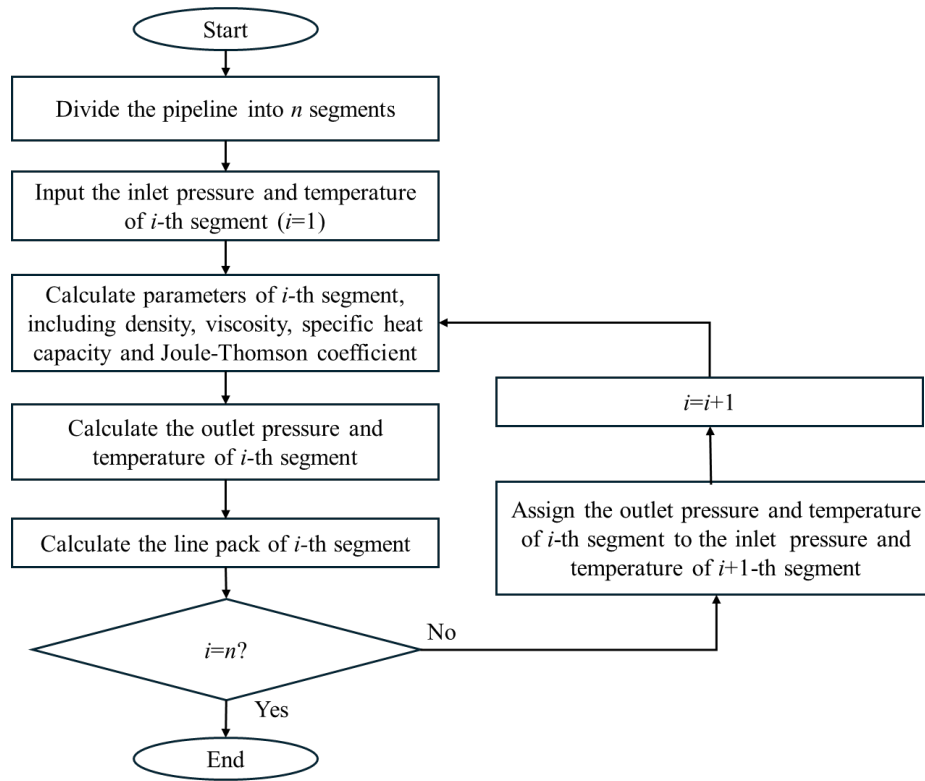 Start
Divide the pipeline into n segments
Input the inlet pressure and temperature
of i-th segment (i=1)
Calculate parameters of i-th segment,
including density, viscosity, specific heat
capacity and Joule-Thomson coefficient
Calculate the outlet pressure and
temperature of i-th segment
Calculate the line pack of i-th segment
i=n?
No
Assign the outlet pressure and temperature
of i-th segment to the inlet pressure and
temperature of i+1-th segment
i=i+1
Yes
End